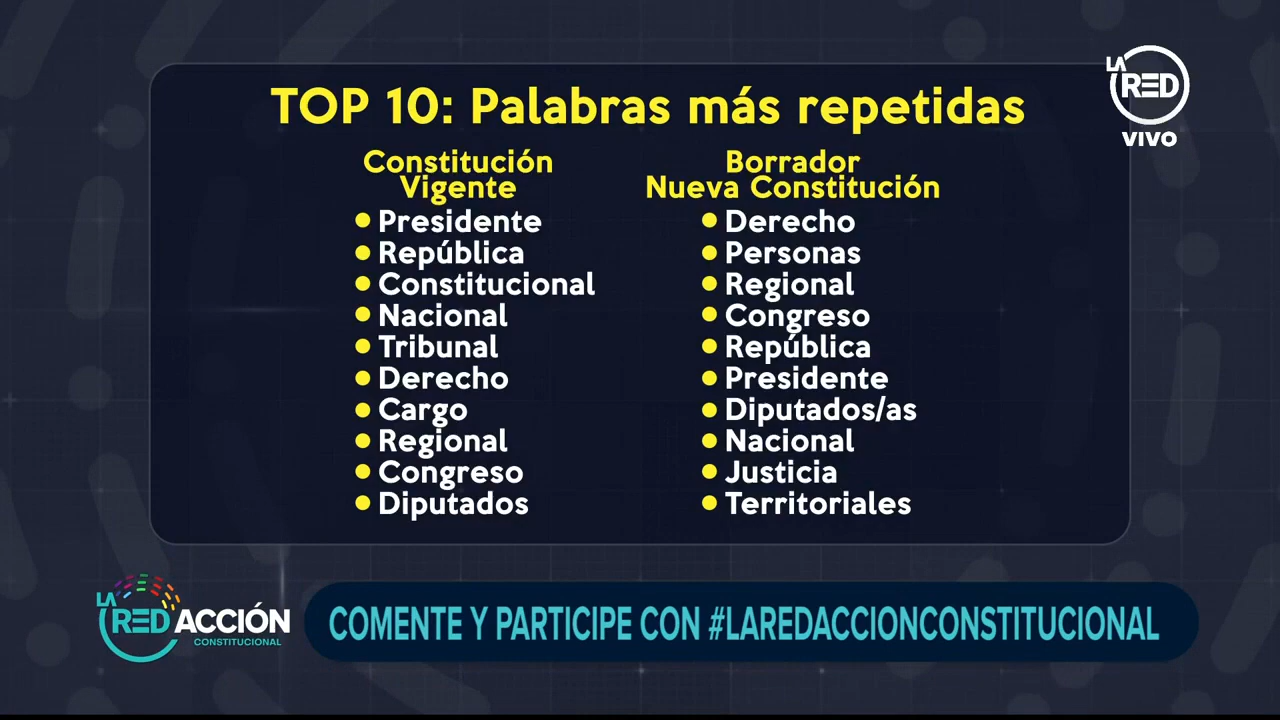 LA RED
VIVO
TOP 10: Palabras más repetidas
Constitución
Vigente
Presidente
República
Constitucional
Nacional
Tribunal
Derecho
Cargo
Regional
Congreso
Diputados
Borrador
Nueva Constitución
Derecho
Personas
Regional
Congreso
República
Presidente
Diputados/as
Nacional
Justicia
Territoriales
LA
RED ACCIÓN
CONSTITUCIONAL
COMENTE Y PARTICIPE CON #LAREDACCIONCONSTITUCIONAL